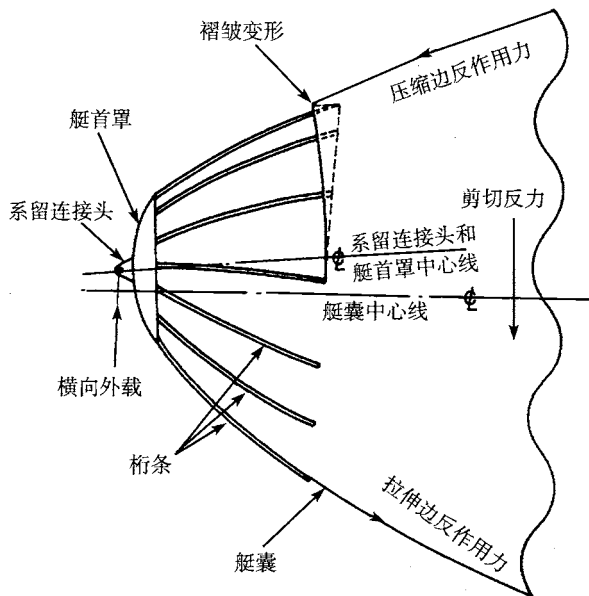 褶皱变形
压缩边反作用力
艇首罩
系留连接头
剪切反力
系留连接头和
艇首罩中心线
艇囊中心线
横向外载
桁条
拉伸边反作用力
艇囊